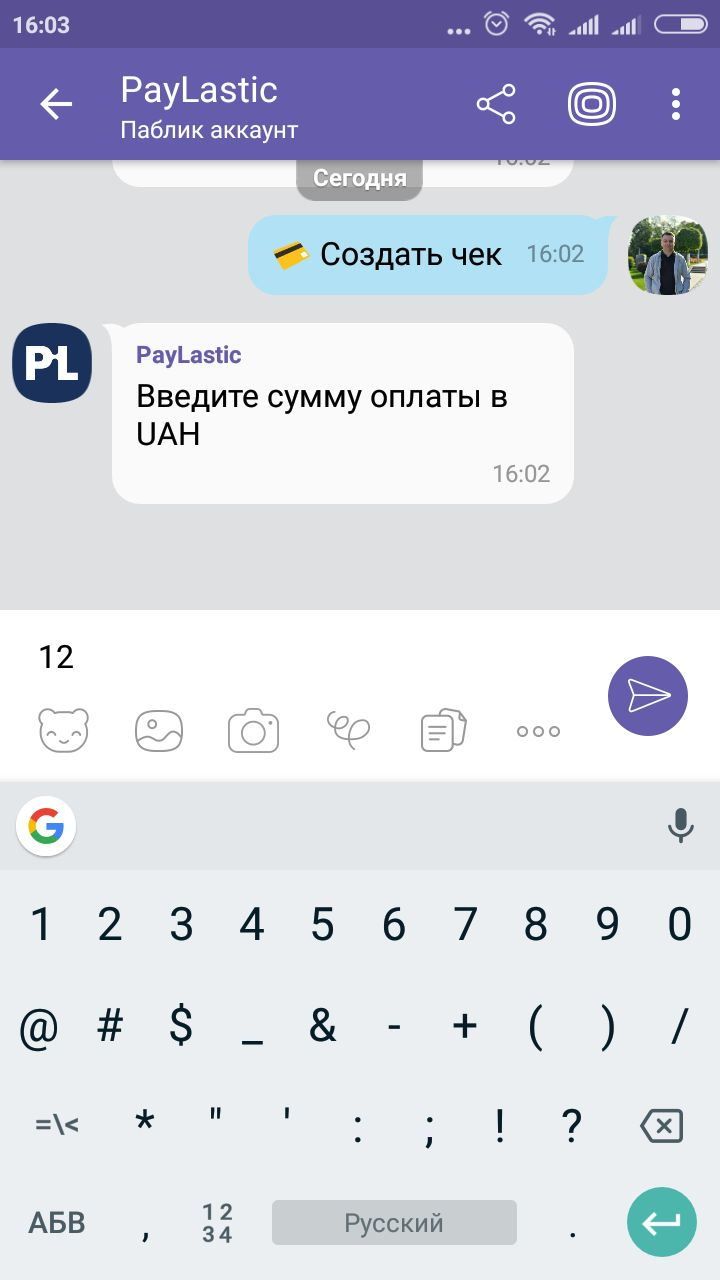 16:03
PayLastic
Паблик аккаунт
16:02
Сегодня
Создать чек 16:02
PL
PayLastic
Введите сумму оплаты в
UAH
16:02
12
G
1 2 3 4 5 6 7 8 9 0
@ # $ _ & - + ( ) /
=\< * " ' : ; ! ?
АБВ , 12 Русский .
34